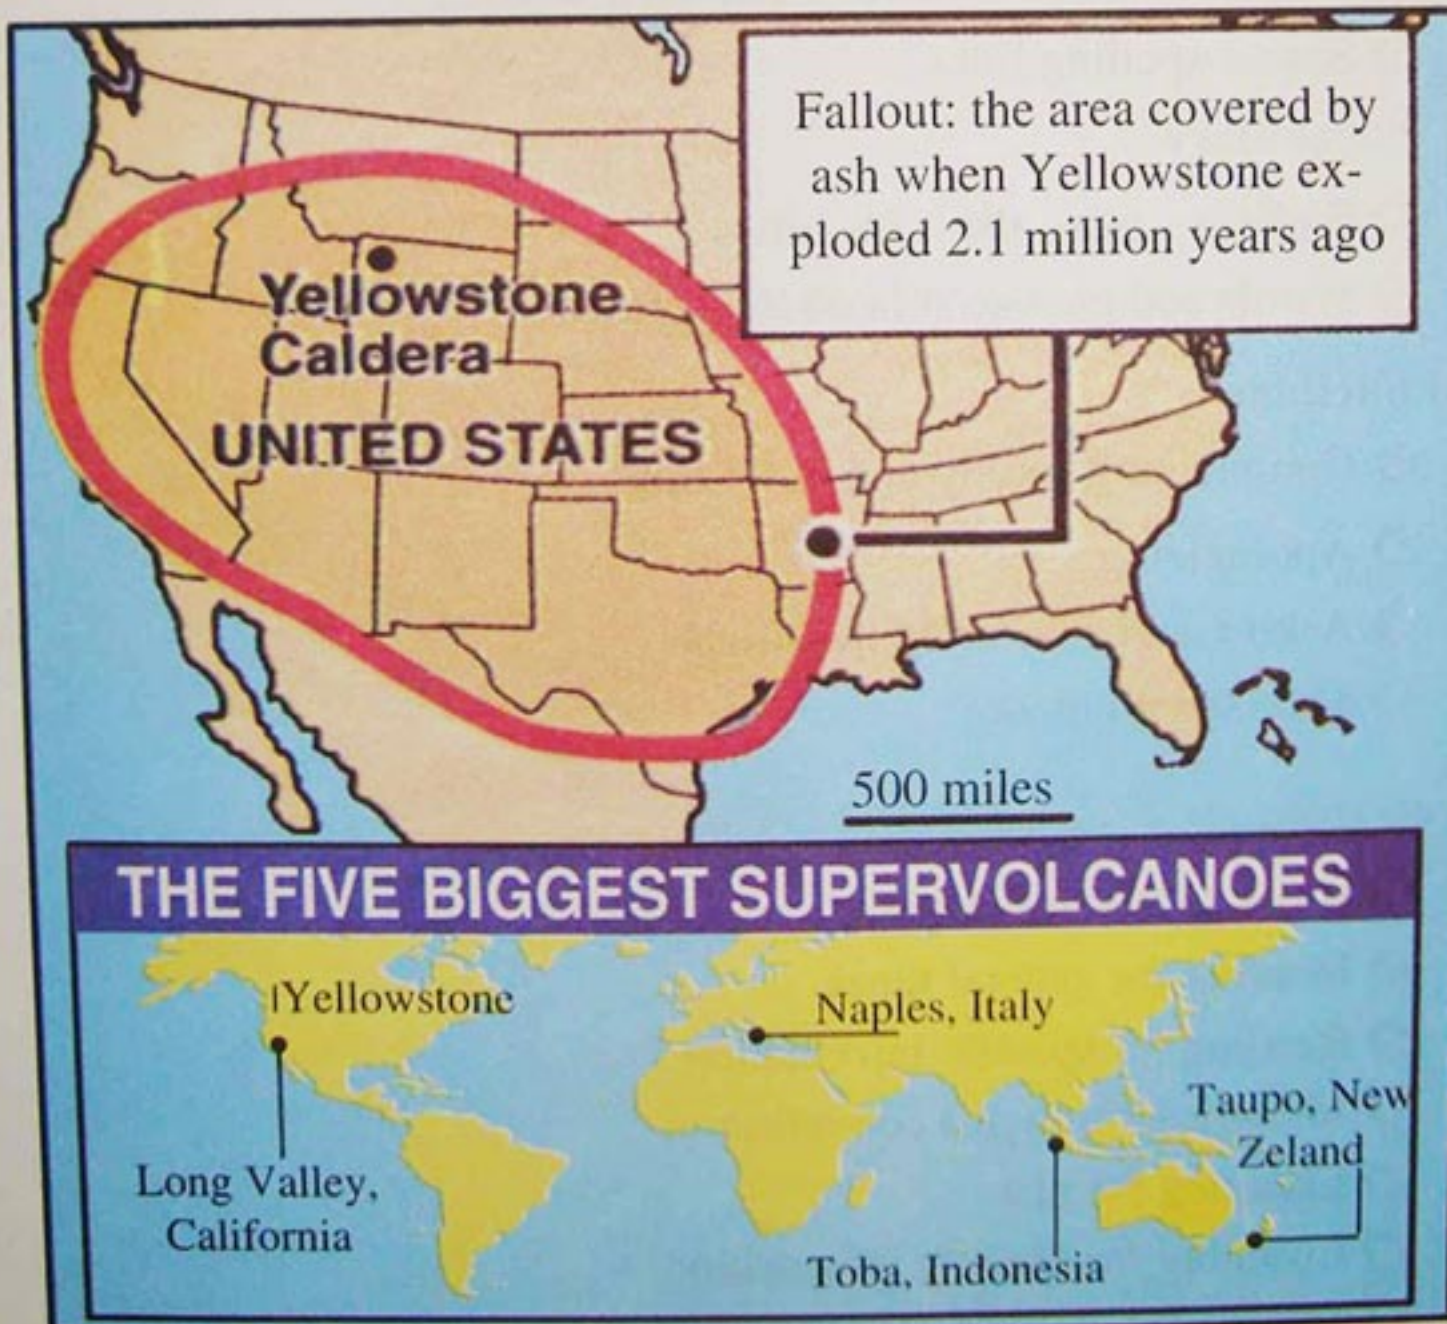 Fallout: the area covered by
ash when Yellowstone ex-
ploded 2.1 million years ago
Yellowstone
Caldera
UNITED STATES
500 miles
THE FIVE BIGGEST SUPERVOLCANOES
Yellowstone
Naples, Italy
Taupo, New
Zeland
Long Valley,
California
Toba, Indonesia